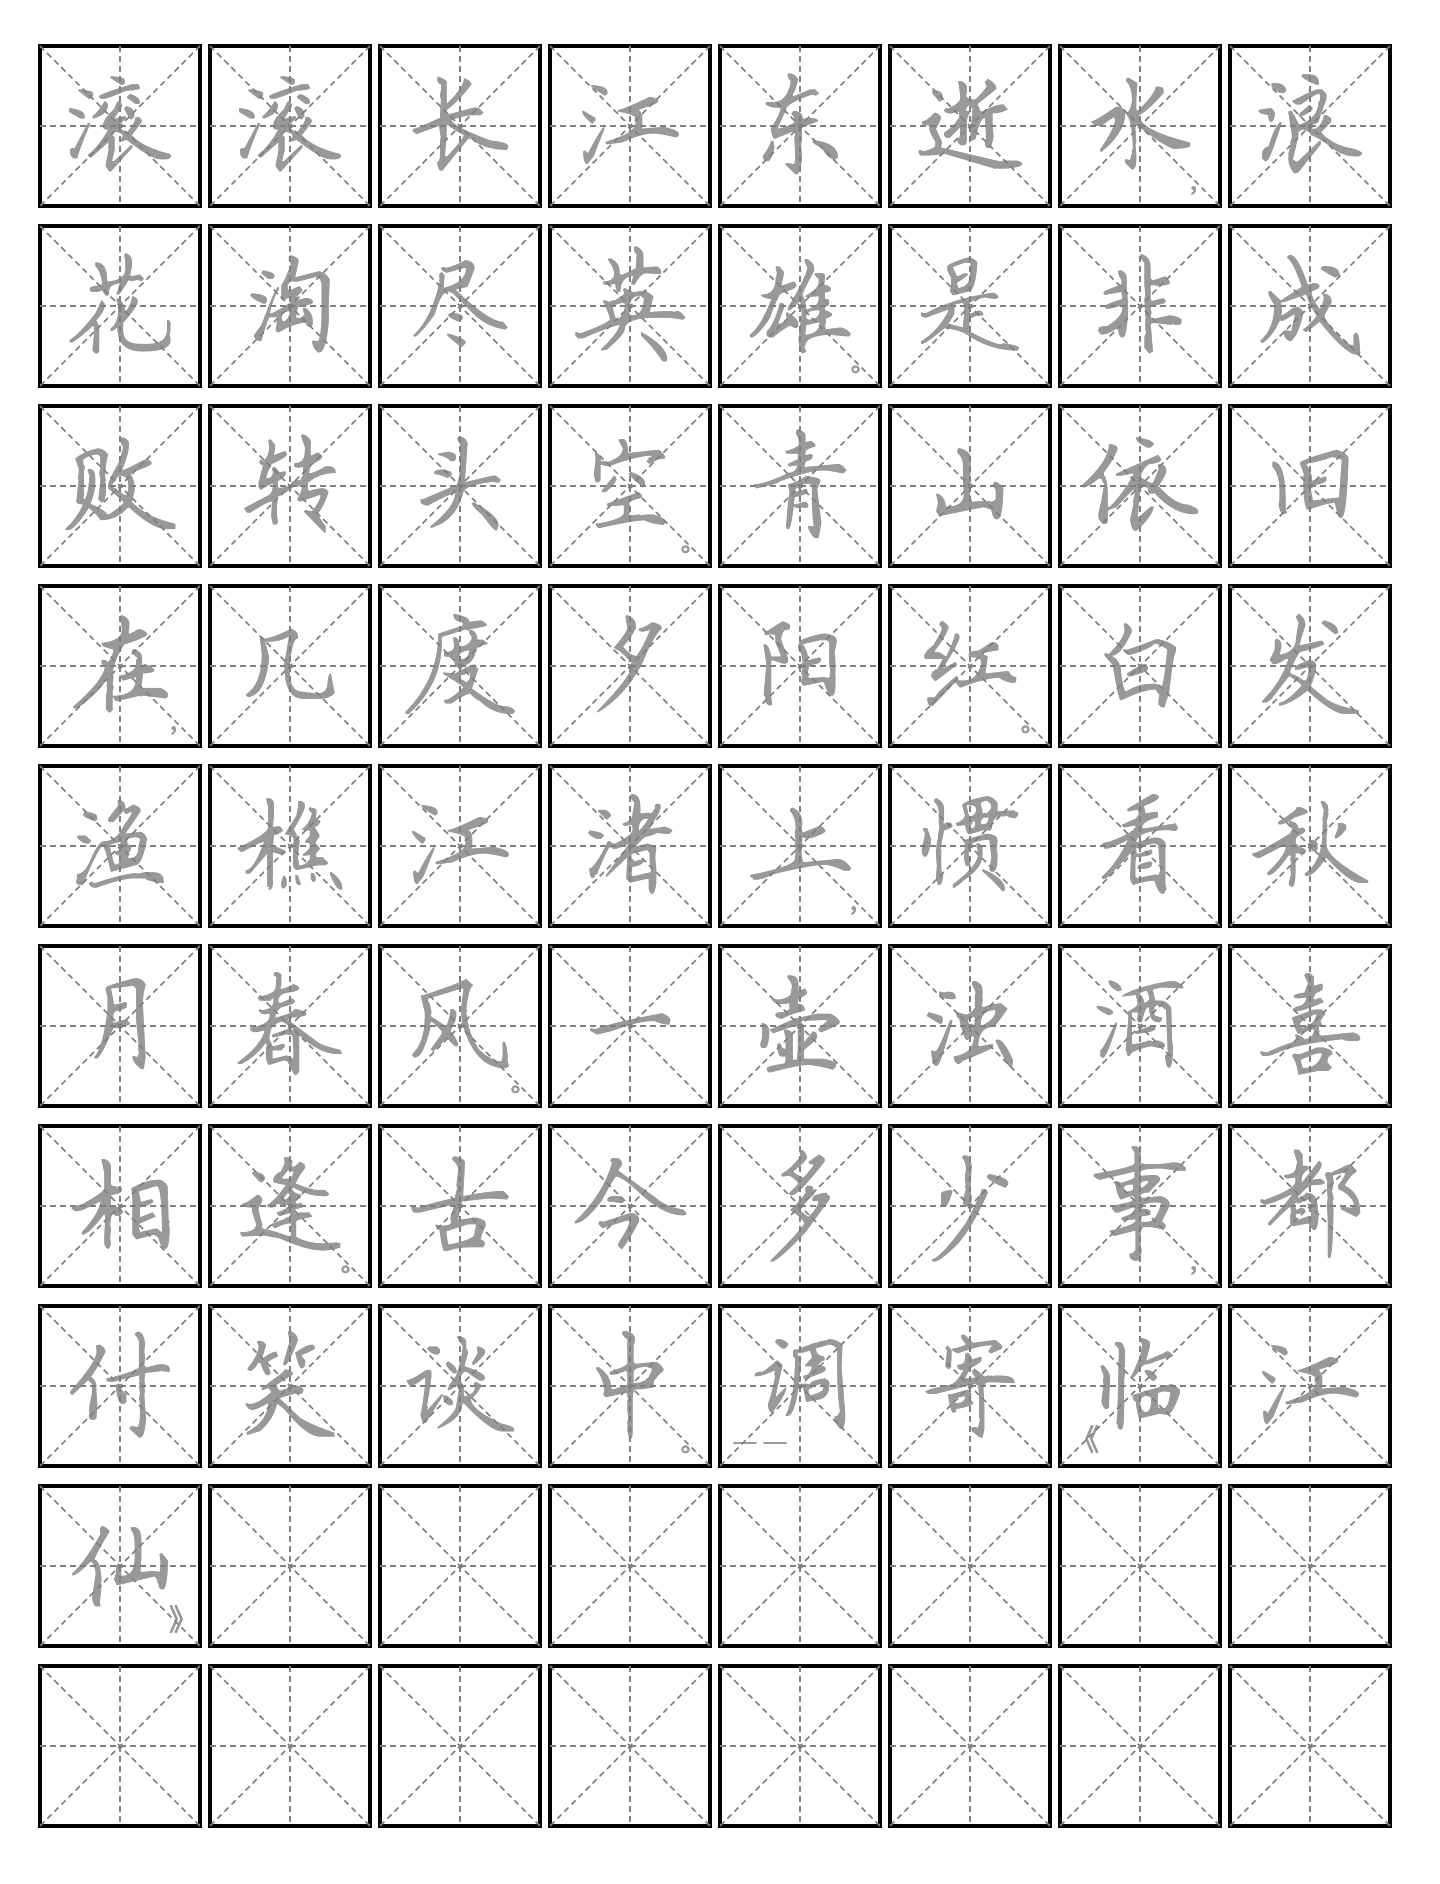 滚滚长江东逝水，浪
花淘尽英雄。是非成
败转头空。青山依旧
在，几度夕阳红。白发
渔樵江渚上，惯看秋
月春风。一壶浊酒喜
相逢。古今多少事，都
付笑谈中。——调寄《临江
仙》